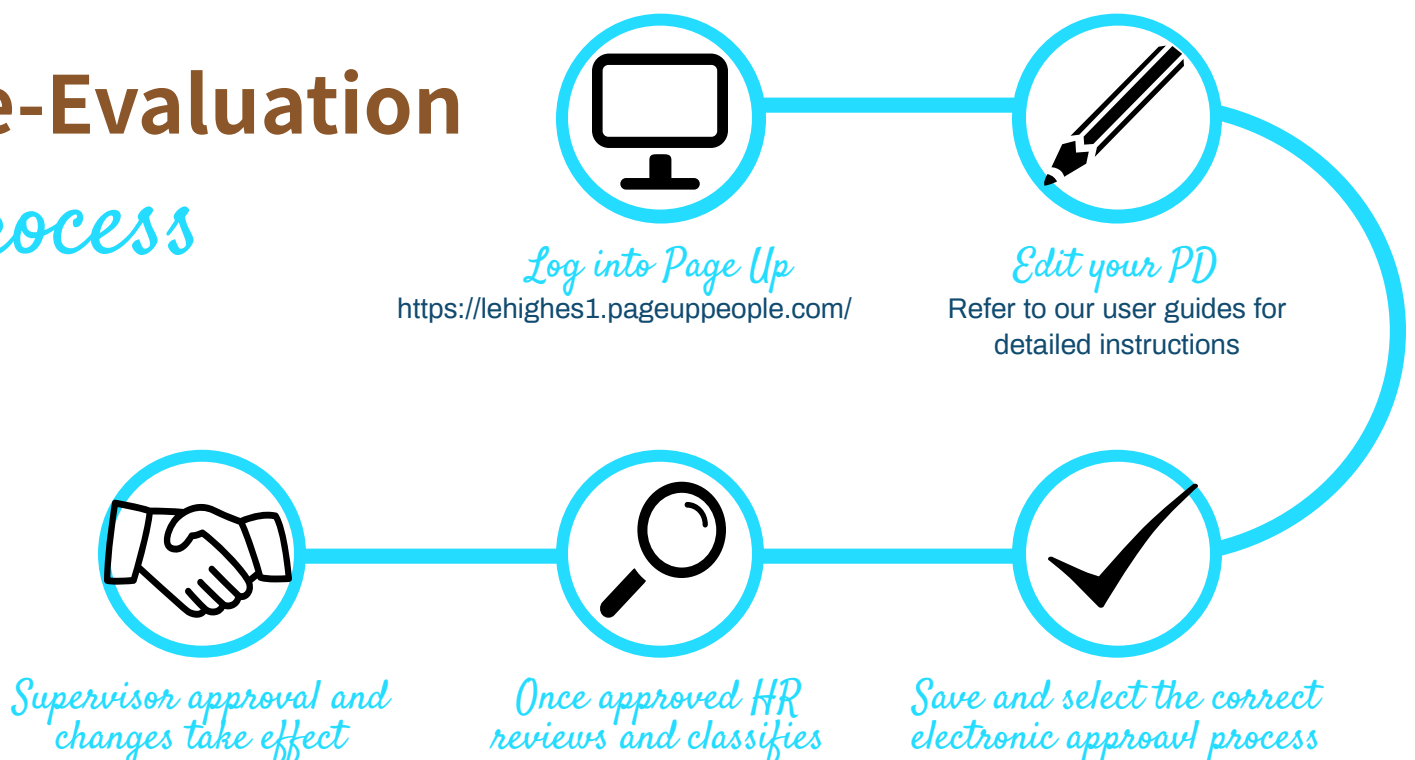 e-Evaluation
rocess
Log into Page Up
https://lehighes1.pageuppeople.com/
Edit your PD
Refer to our user guides for
detailed instructions
Save and select the correct
electronic approavl process
Once approved HR
reviews and classifies
Supervisor approval and
changes take effect